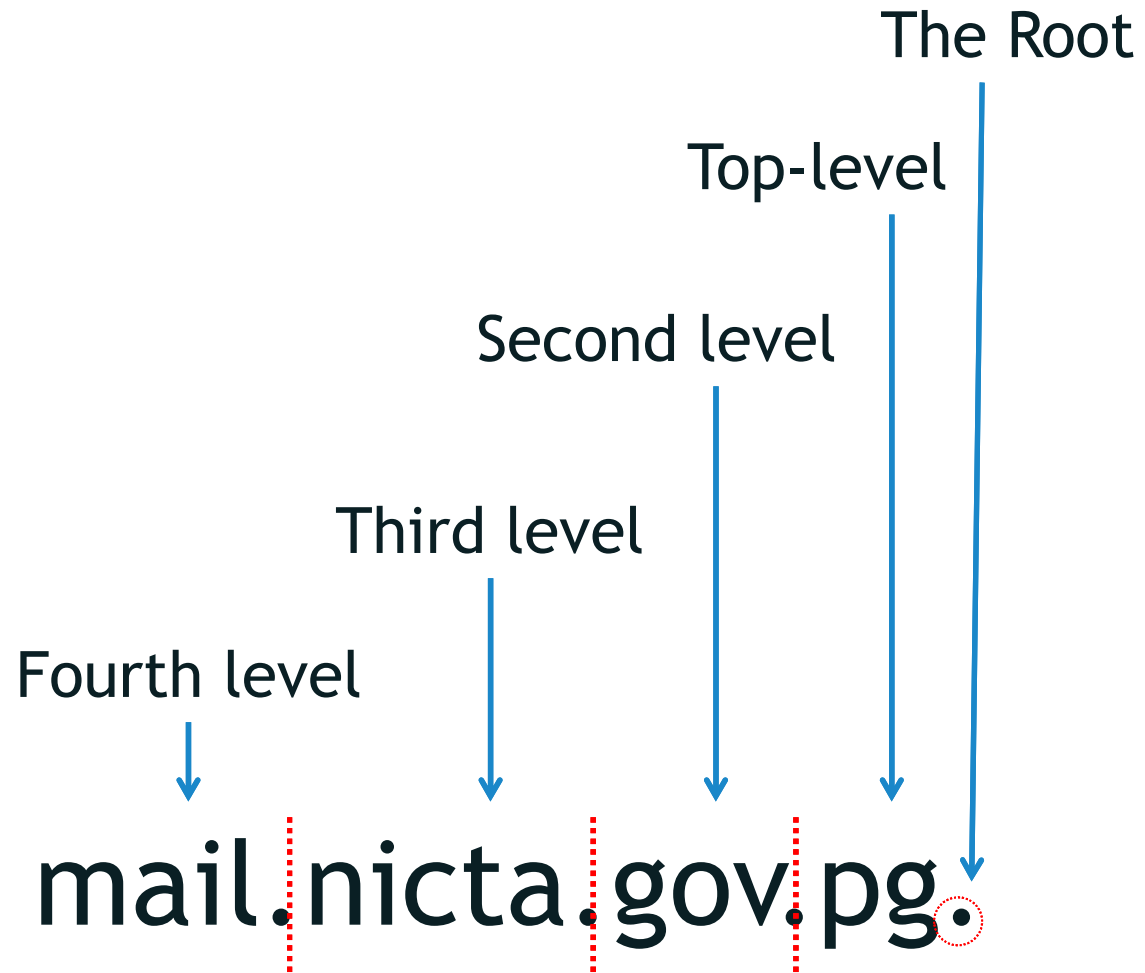 The Root
Top-level
Second level
Third level
Fourth level
mail.nicta.gov.pg.